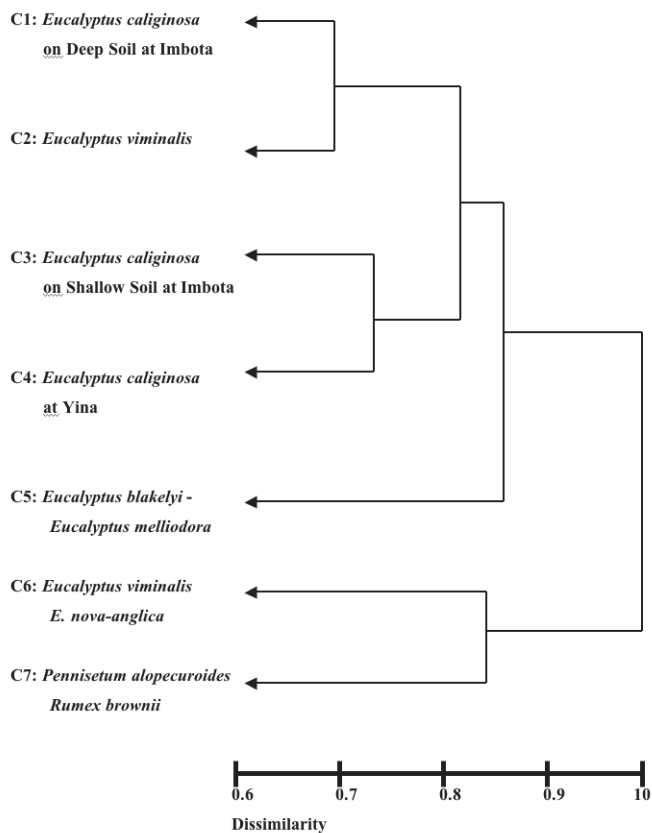 C1: Eucalyptus caliginosa
on Deep Soil at Imbota
C2: Eucalyptus viminalis
C3: Eucalyptus caliginosa
on Shallow Soil at Imbota
C4: Eucalyptus caliginosa
at Yina
C5: Eucalyptus blakelyi -
Eucalyptus melliodora
C6: Eucalyptus viminalis
E. nova-anglica
C7: Pennisetum alopecuroides
Rumex brownii
0.6 0.7 0.8 0.9 10
Dissimilarity